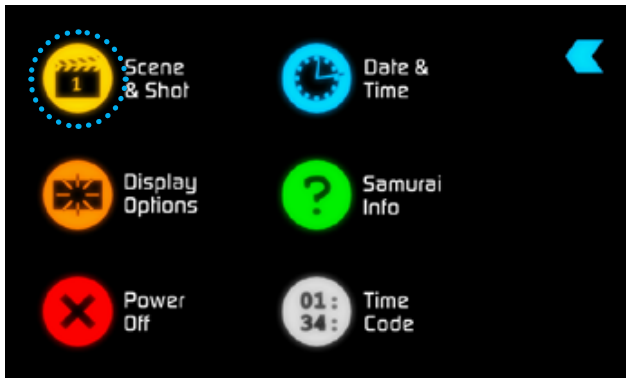 1
Scene
& Shot
Date &
Time
Display
Options
?
Samurai
Info
Power
Off
01:
34:
Time
Code